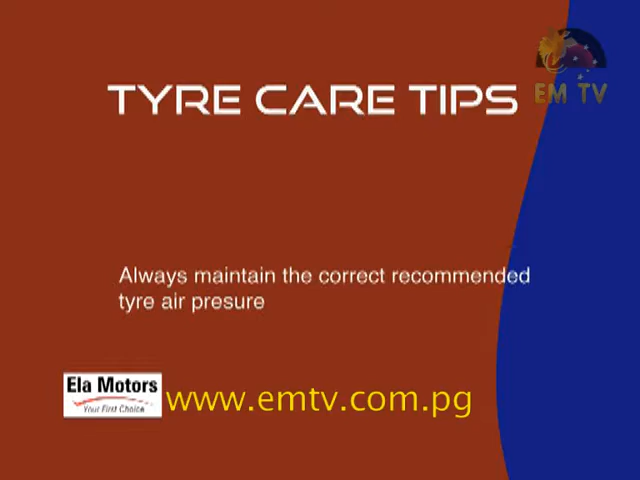 EM TV
TYRE CARE TIPS
Always maintain the correct recommended
tyre air presure
Ela Motors
Your First Choice
www.emtv.com.pg